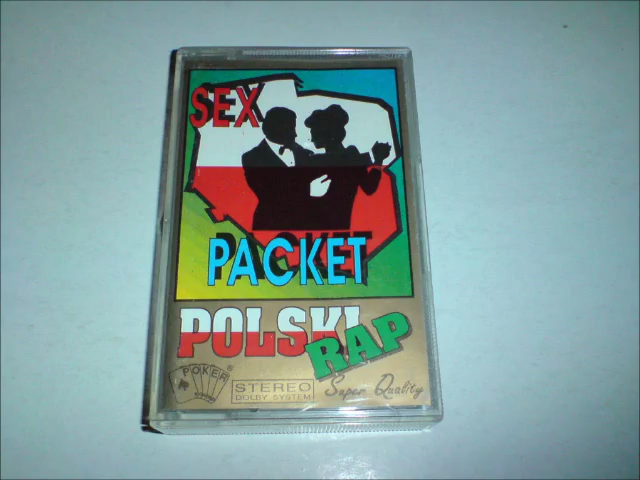 SEX
PACKET
POLSKI
RAP
POKER®
STEREO
DOLBY SYSTEM
Super Quality